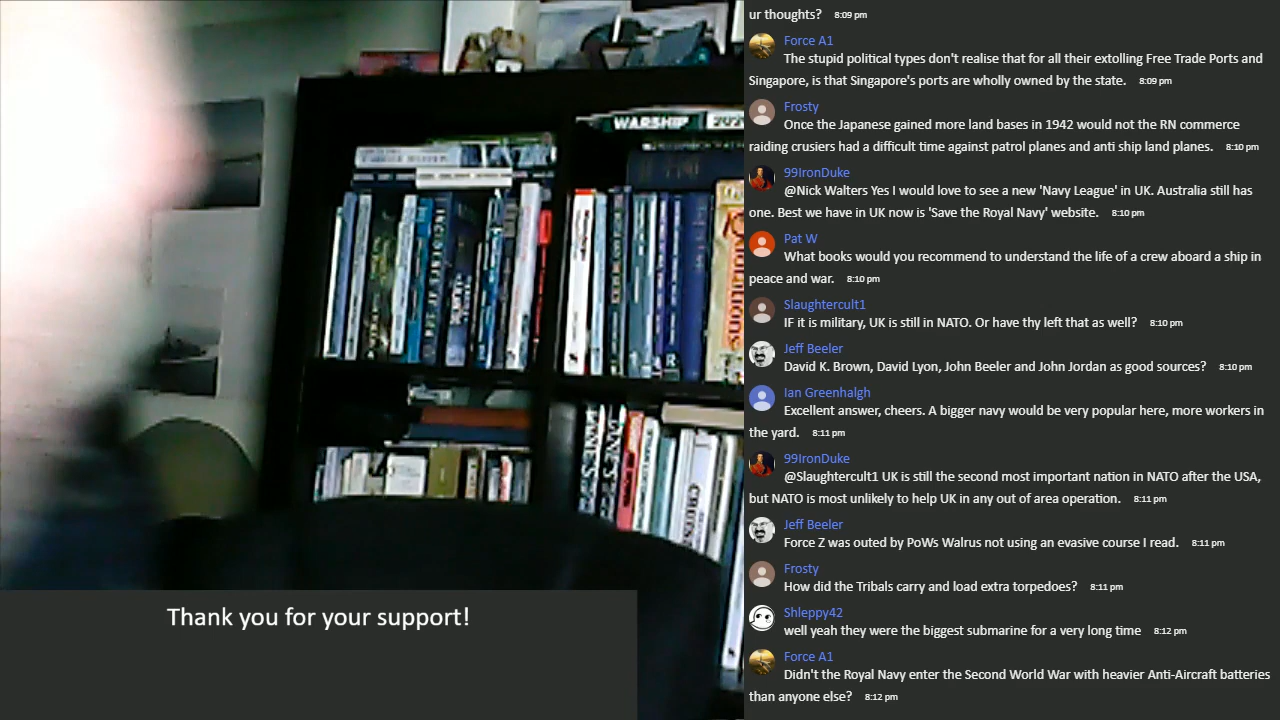 WARSHIP
Thank you for your support!
ur thoughts? 8:09 pm
Force A1
The stupid political types don't realise that for all their extolling Free Trade Ports and
Singapore, is that Singapore's ports are wholly owned by the state. 8:09 pm
Frosty
Once the Japanese gained more land bases in 1942 would not the RN commerce
raiding crusiers had a difficult time against patrol planes and anti ship land planes. 8:10 pm
99IronDuke
@Nick Walters Yes I would love to see a new 'Navy League' in UK. Australia still has
one. Best we have in UK now is 'Save the Royal Navy' website. 8:10 pm
Pat W
What books would you recommend to understand the life of a crew aboard a ship in
peace and war. 8:10 pm
Slaughtercult1
IF it is military, UK is still in NATO. Or have thy left that as well? 8:10 pm
Jeff Beeler
David K. Brown, David Lyon, John Beeler and John Jordan as good sources? 8:10 pm
Ian Greenhalgh
Excellent answer, cheers. A bigger navy would be very popular here, more workers in
the yard. 8:11 pm
99IronDuke
@Slaughtercult1 UK is still the second most important nation in NATO after the USA,
but NATO is most unlikely to help UK in any out of area operation. 8:11 pm
Jeff Beeler
Force Z was outed by PoWs Walrus not using an evasive course I read. 8:11 pm
Frosty
How did the Tribals carry and load extra torpedoes? 8:11 pm
Shleppy42
well yeah they were the biggest submarine for a very long time 8:12 pm
Force A1
Didn't the Royal Navy enter the Second World War with heavier Anti-Aircraft batteries
than anyone else? 8:12 pm